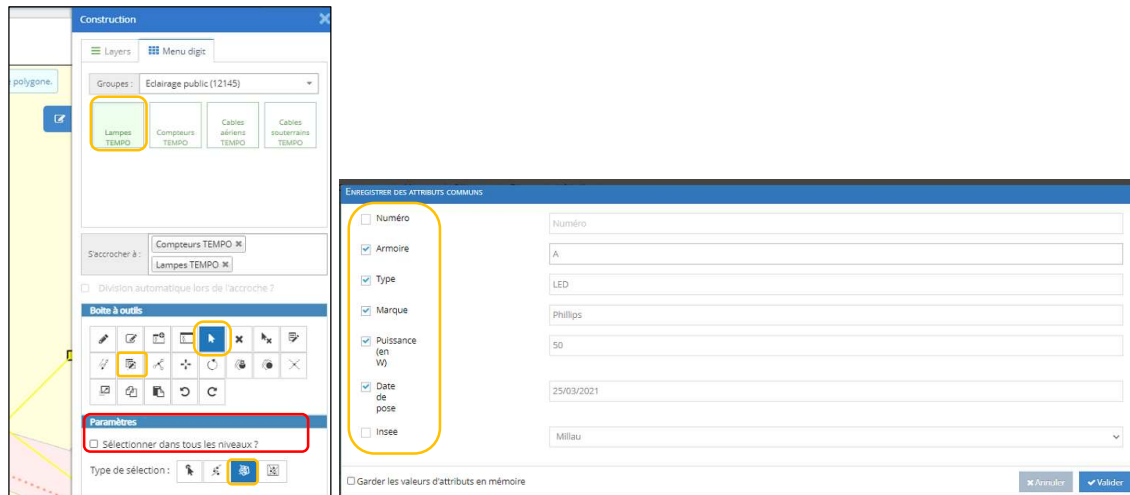 Construction
Layers
Menu digit
polygone.
Groupes :
Eclairage public (12145)
Lampes
TEMPO
Compteurs
TEMPO
Cables
aériens
TEMPO
Cables
souterrains
TEMPO
S'accrocher à :
Compteurs TEMPO ✖
Lampes TEMPO ✖
Division automatique lors de l'accroche ?
Boite à outils
Paramètres
Sélectionner dans tous les niveaux ?
Type de sélection :
ENREGISTRER DES ATTRIBUTS COMMUNS
Numéro
Numéro
Armoire
A
Type
LED
Marque
Phillips
Puissance
(en
W)
50
Date
de
pose
25/03/2021
Insee
Millau
Garder les valeurs d'attributs en mémoire
✖ Annuler
✔ Valider